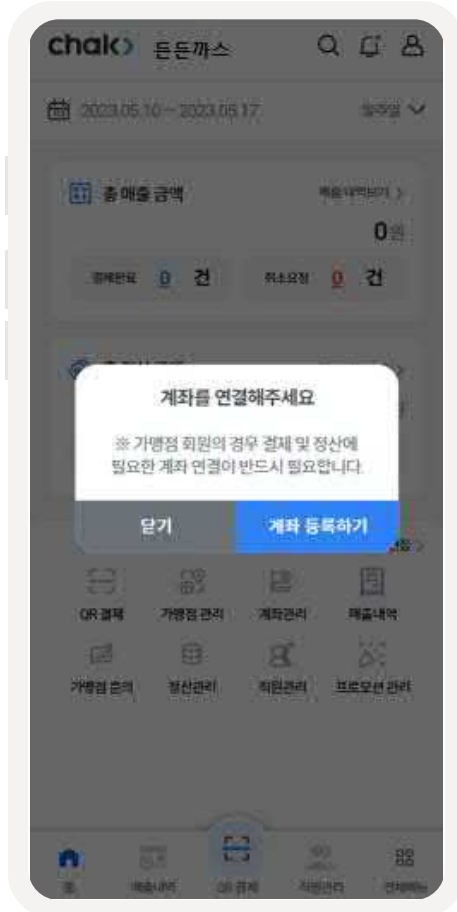 chak 든든까스
2023.05.10 ~ 2023.05.17 일주일
총 매출 금액 매출내역보기 >
0원
결제완료 0 건 취소요청 0 건
계좌를 연결해주세요
※ 가맹점 회원의 경우 결제 및 정산에
필요한 계좌 연결이 반드시 필요합니다.
닫기 계좌 등록하기
QR 결제 가맹점 관리 계좌관리 매출내역
가맹점 문의 정산관리 직원관리 프로모션 관리
홈 매출내역 QR 결제 직원관리 전체메뉴